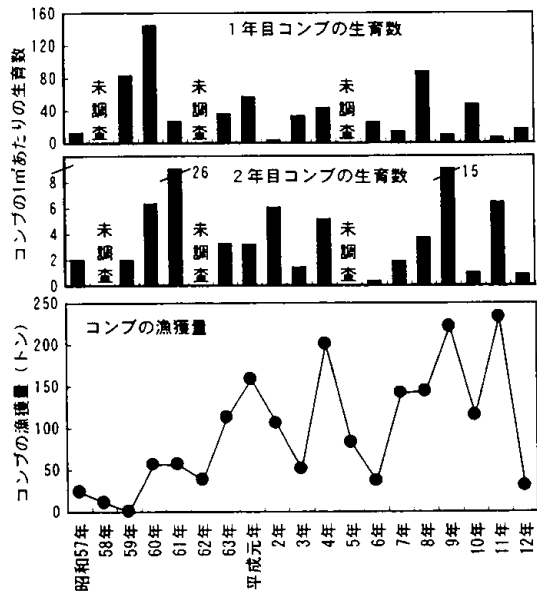 1年目コンブの生育数
160
120
80
40
0
未調査
未調査
未調査
コンブの1㎡あたりの生育数
2年目コンブの生育数
8
6
4
2
0
26
15
未調査
未調査
未調査
コンブの漁獲量
コンブの漁獲量（トン）
250
200
150
100
50
0
昭和57年
58年
59年
60年
61年
62年
63年
平成元年
2年
3年
4年
5年
6年
7年
8年
9年
10年
11年
12年